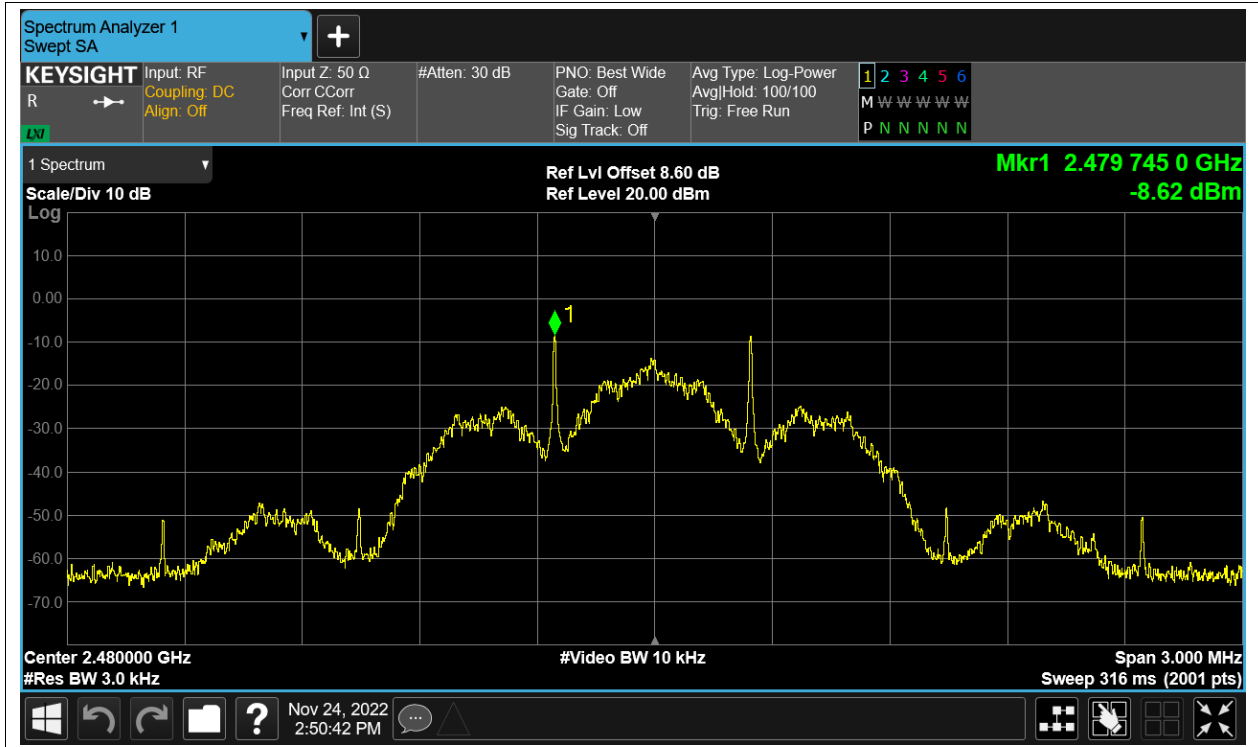 Spectrum Analyzer 1
Swept SA
+
KEYSIGHT
R
LXI
Input: RF
Coupling: DC
Align: Off
Input Z: 50 Ω
Corr CCorr
Freq Ref: Int (S)
#Atten: 30 dB
PNO: Best Wide
Gate: Off
IF Gain: Low
Sig Track: Off
Avg Type: Log-Power
Avg|Hold: 100/100
Trig: Free Run
1 2 3 4 5 6
M W W W W W W
P N N N N N N
1 Spectrum
Scale/Div 10 dB
Log
Ref Lvl Offset 8.60 dB
Ref Level 20.00 dBm
Mkr1 2.479 745 0 GHz
-8.62 dBm
10.0
0.00
1
-10.0
-20.0
-30.0
-40.0
-50.0
-60.0
-70.0
Center 2.480000 GHz
#Res BW 3.0 kHz
#Video BW 10 kHz
Span 3.000 MHz
Sweep 316 ms (2001 pts)
?
Nov 24, 2022
2:50:42 PM